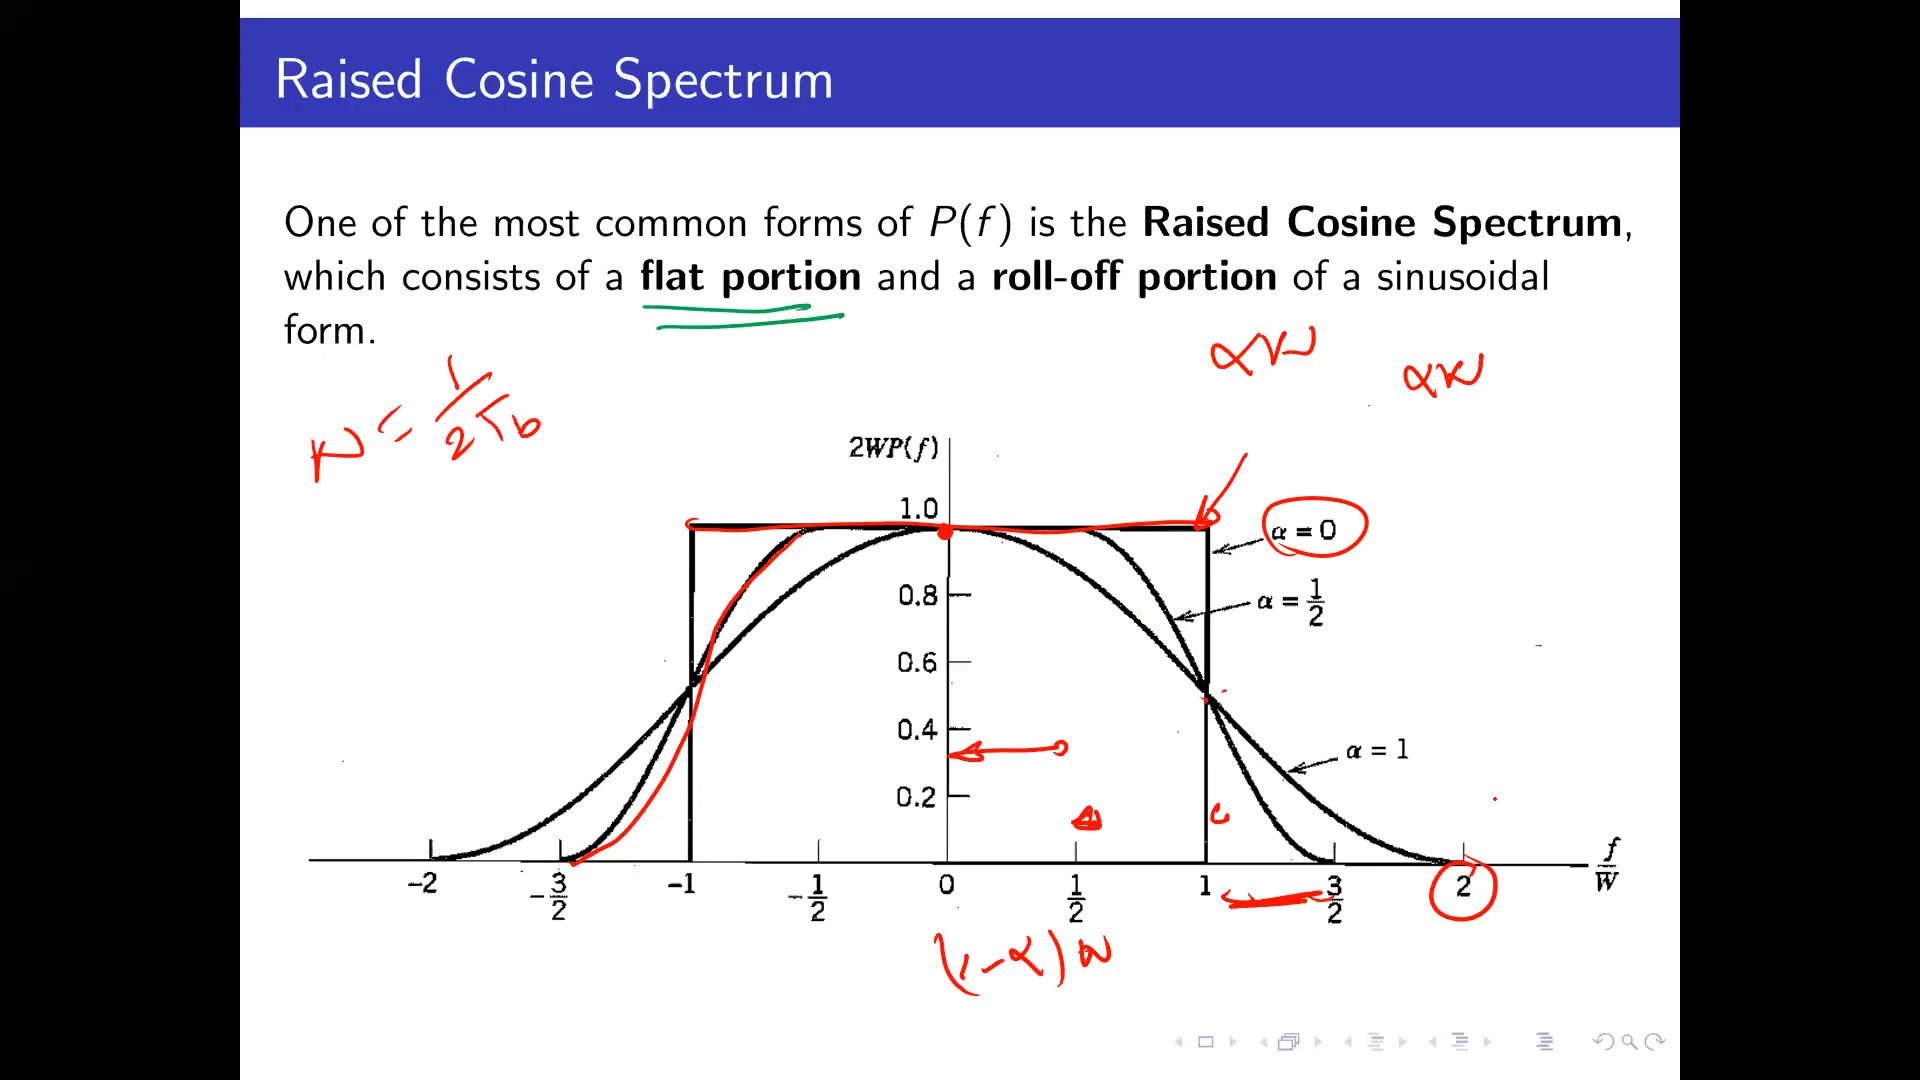 Raised Cosine Spectrum
One of the most common forms of P(f) is the Raised Cosine Spectrum,
which consists of a flat portion and a roll-off portion of a sinusoidal
form.
αW
αW
W = 1/2Tb
2WP(f)
1.0
α = 0
0.8
α = 1/2
0.6
0.4
α = 1
0.2
f/W
-2 -3/2 -1 -1/2 0 1/2 1 3/2 2
(1-α)W